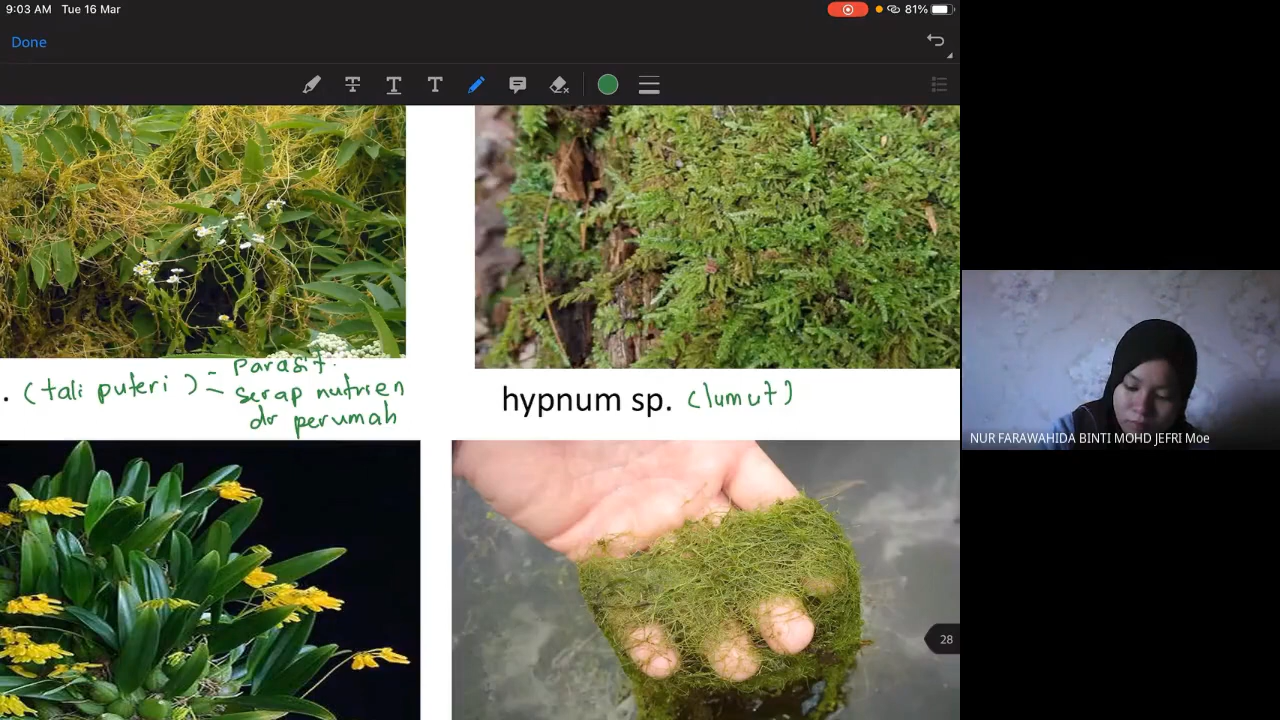 9:03 AM Tue 16 Mar
81%
Done
T T T
. (tali puteri) - parasit.
- serap nutrien
dr perumah
hypnum sp. (lumut)
NUR FARAWAHIDA BINTI MOHD JEFRI Moe
28